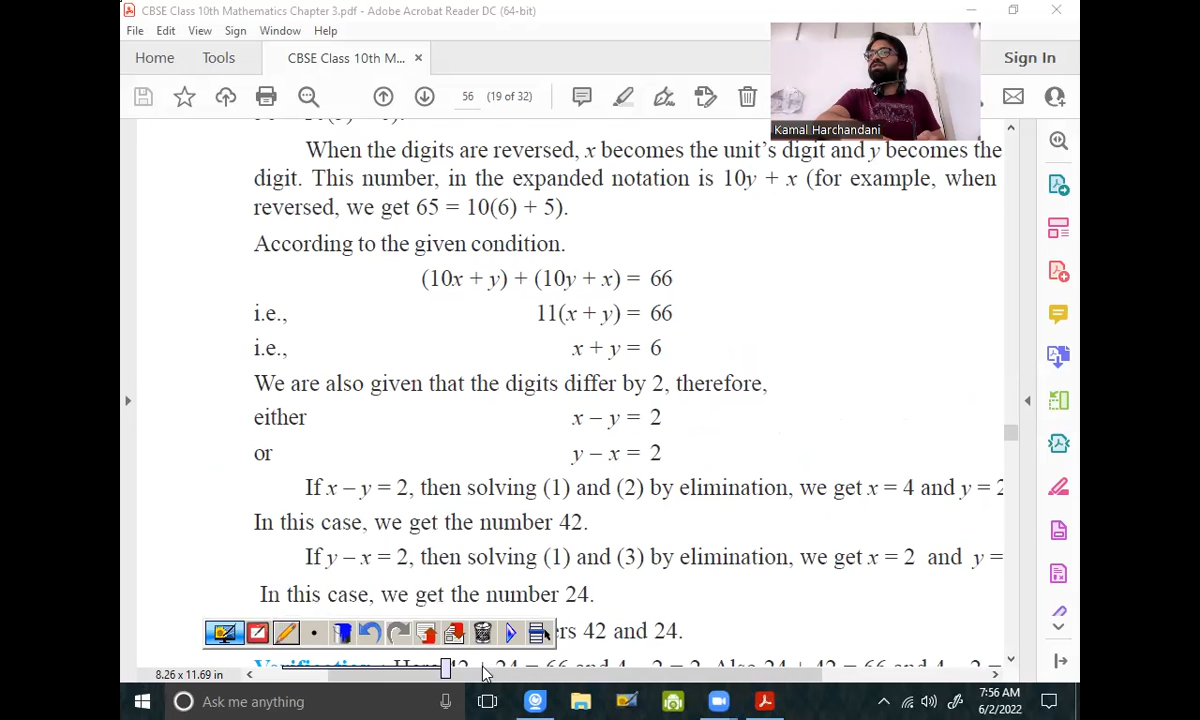 CBSE Class 10th Mathematics Chapter 3.pdf - Adobe Acrobat Reader DC (64-bit)
File Edit View Sign Window Help
Home Tools CBSE Class 10th M... × Sign In
56 (19 of 32)
Kamal Harchandani
When the digits are reversed, x becomes the unit's digit and y becomes the
digit. This number, in the expanded notation is 10y + x (for example, when
reversed, we get 65 = 10(6) + 5).
According to the given condition.
(10x + y) + (10y + x) = 66
i.e., 11(x + y) = 66
i.e., x + y = 6
We are also given that the digits differ by 2, therefore,
either x – y = 2
or y – x = 2
If x – y = 2, then solving (1) and (2) by elimination, we get x = 4 and y = 2
In this case, we get the number 42.
If y – x = 2, then solving (1) and (3) by elimination, we get x = 2 and y =
In this case, we get the number 24.
ers 42 and 24.
8.26 x 11.69 in
Ask me anything
7:56 AM
6/2/2022